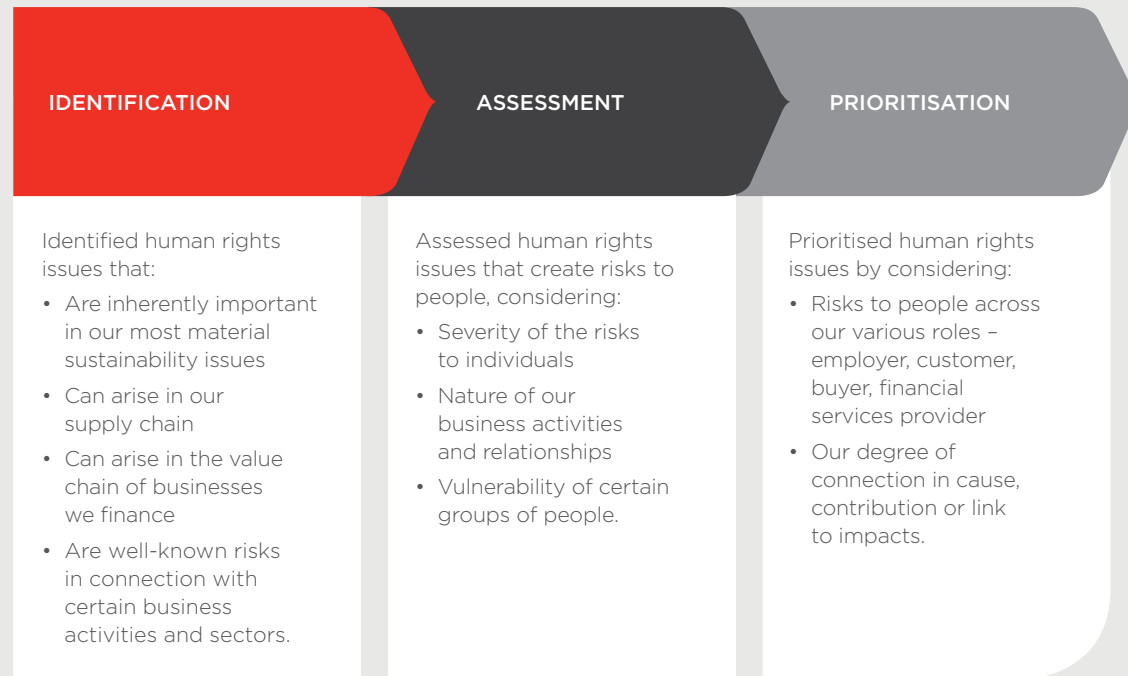 IDENTIFICATION
Identified human rights
issues that:
• Are inherently important
in our most material
sustainability issues
• Can arise in our
supply chain
• Can arise in the value
chain of businesses
we finance
• Are well-known risks
in connection with
certain business
activities and sectors.
ASSESSMENT
Assessed human rights
issues that create risks to
people, considering:
• Severity of the risks
to individuals
• Nature of our
business activities
and relationships
• Vulnerability of certain
groups of people.
PRIORITISATION
Prioritised human rights
issues by considering:
• Risks to people across
our various roles –
employer, customer,
buyer, financial
services provider
• Our degree of
connection in cause,
contribution or link
to impacts.